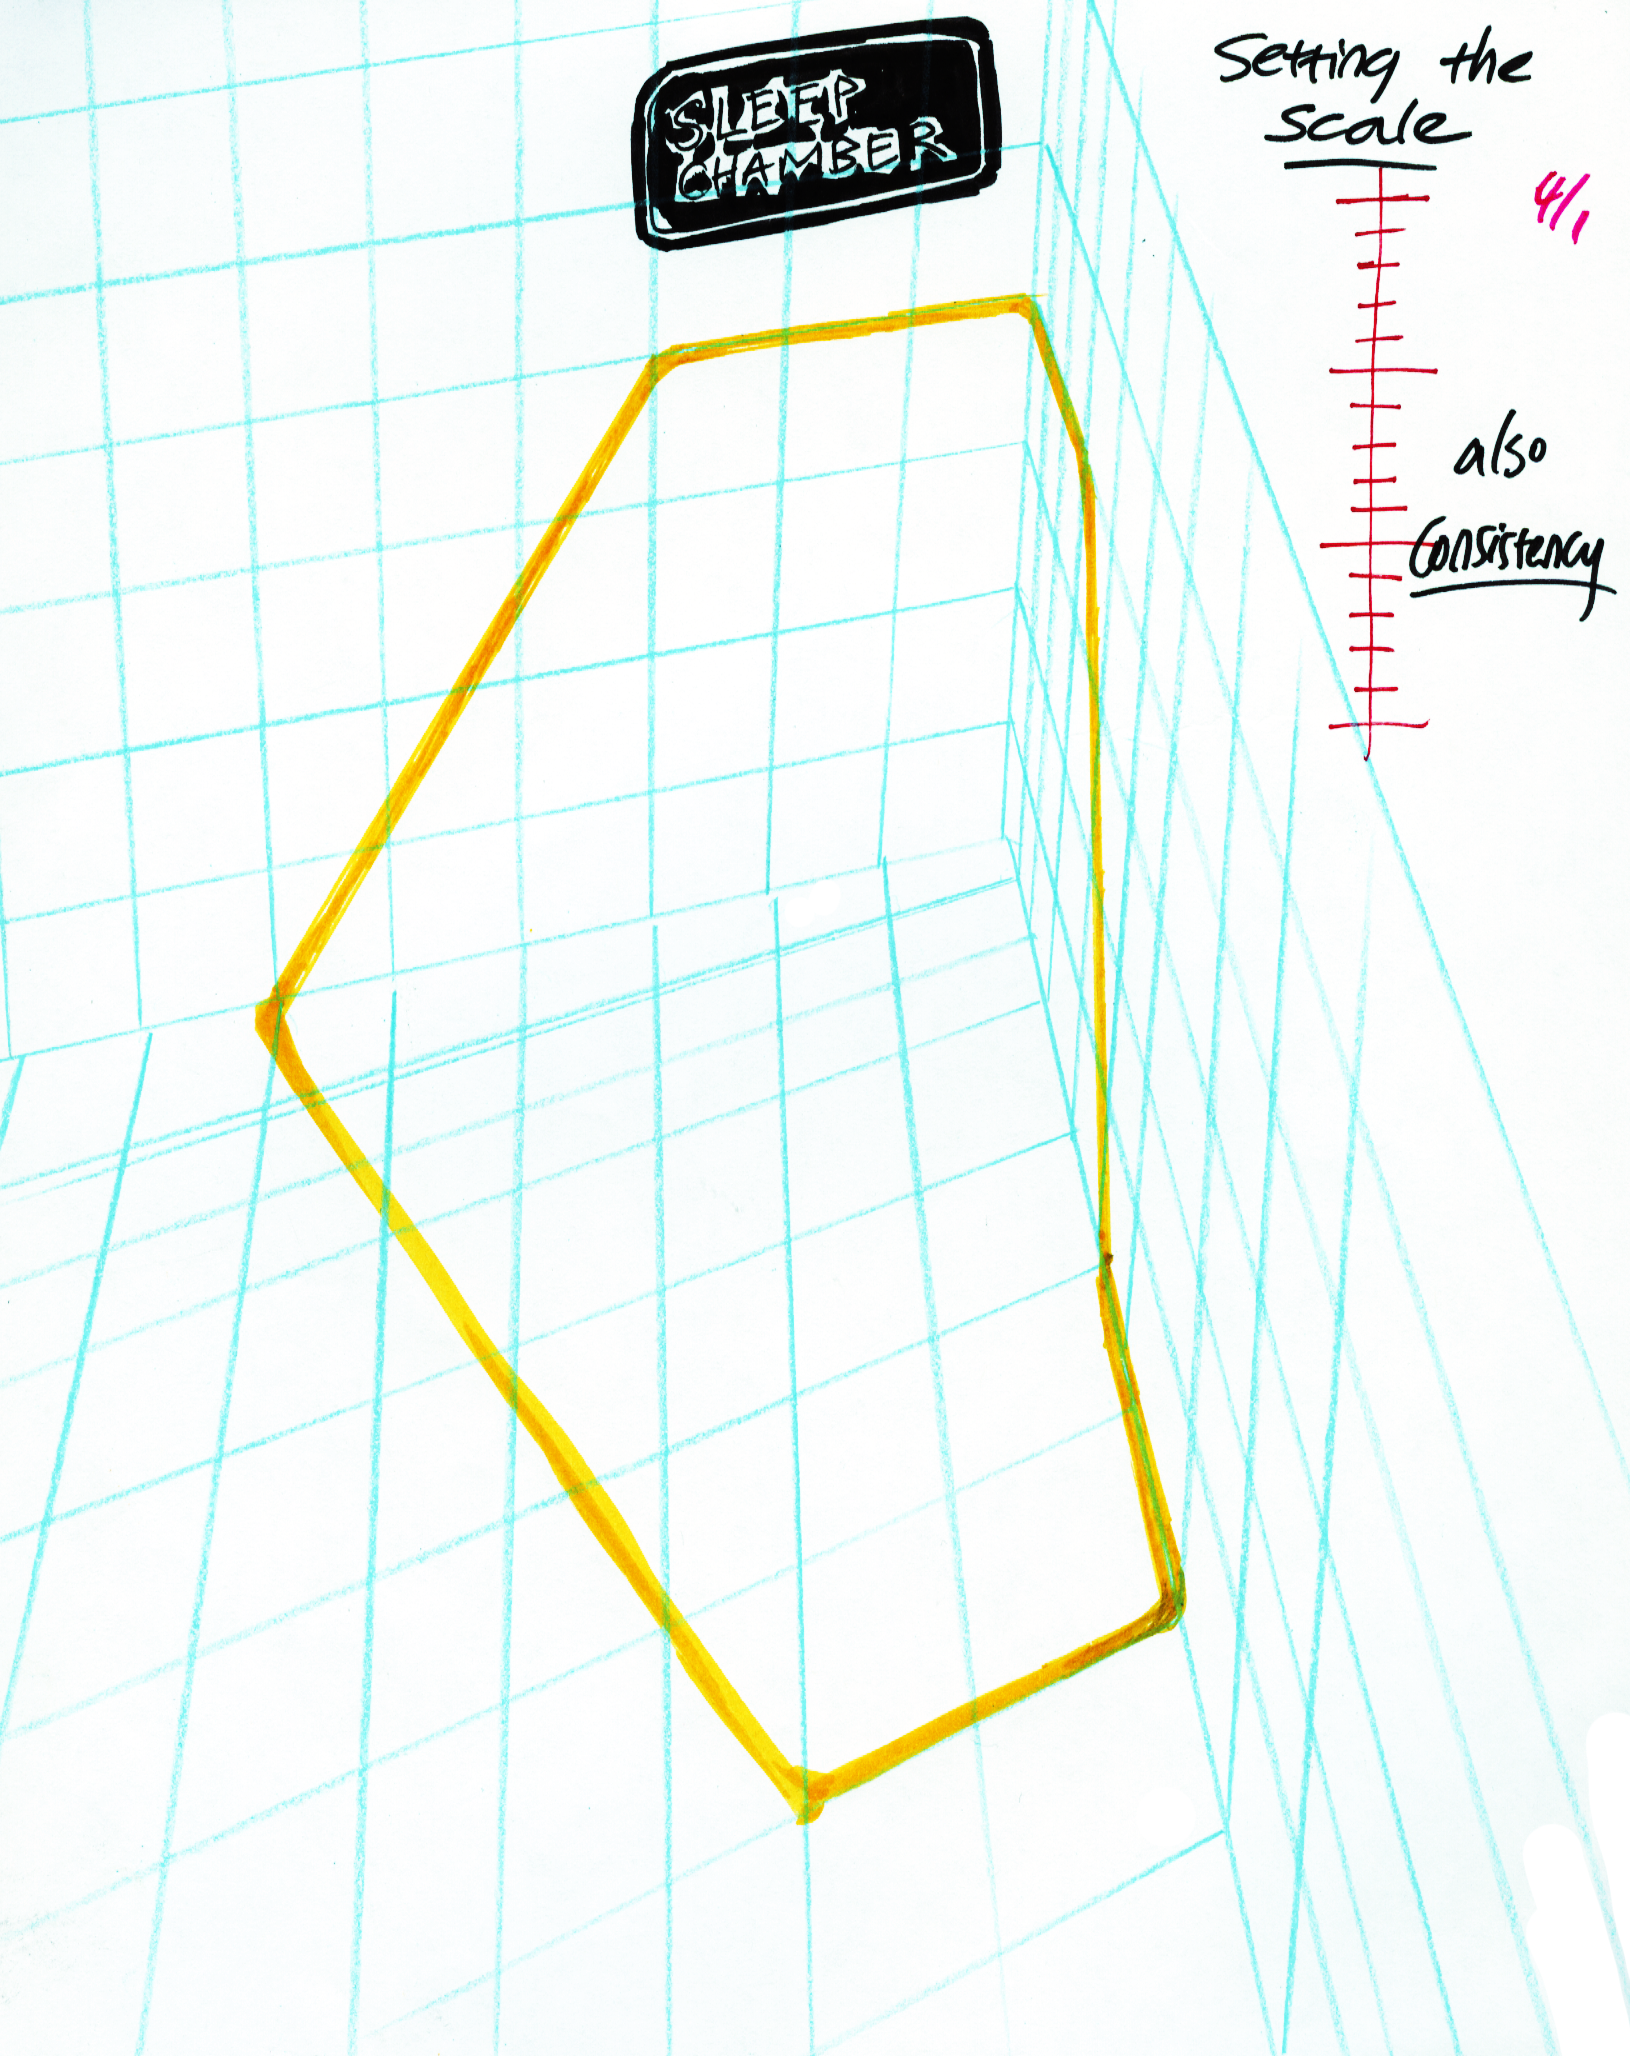 SLEEP
CHAMBER
Setting the
Scale
4/1
also
Consistency